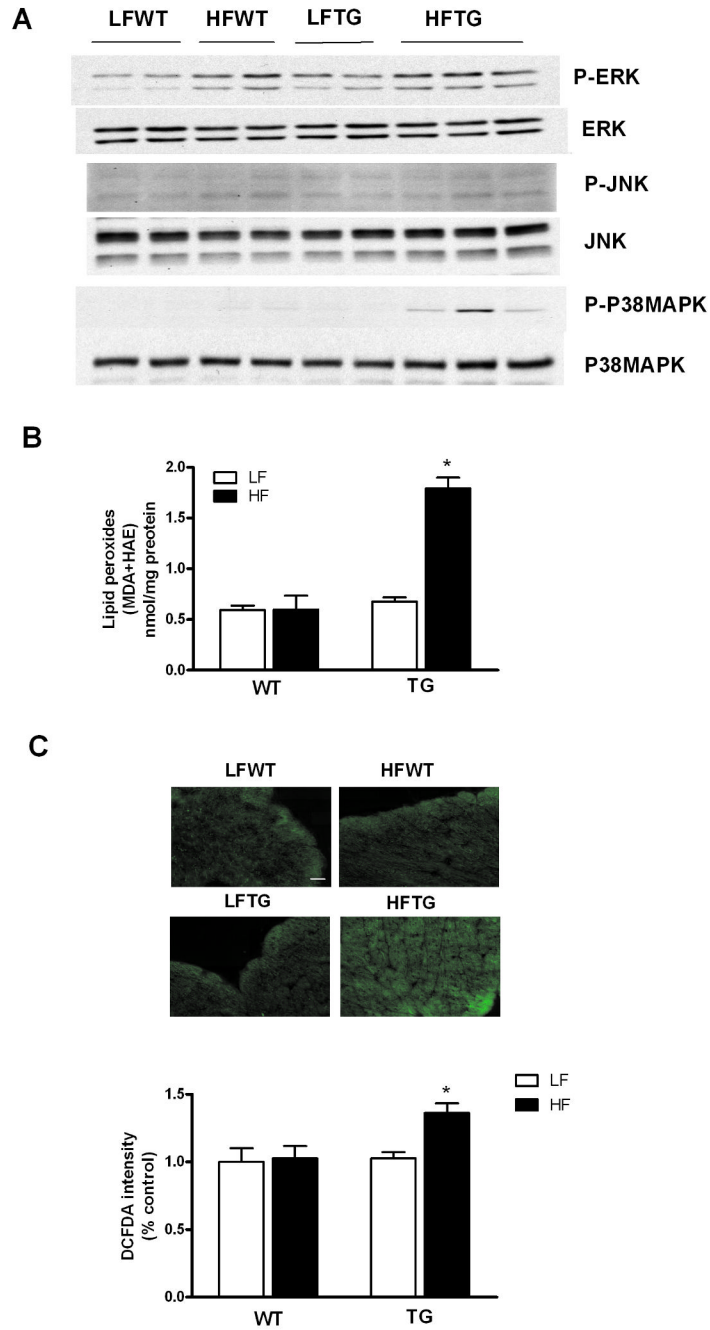 A
LFWT HFWT LFTG HFTG
P-ERK
ERK
P-JNK
JNK
P-P38MAPK
P38MAPK
B
Lipid peroxides
(MDA+HAE)
nmol/mg preotein
2.0
1.5
1.0
0.5
0.0
LF
HF
*
WT TG
C
LFWT HFWT
LFTG HFTG
DCFDA intensity
(% control)
1.5
1.0
0.5
0.0
*
LF
HF
WT TG